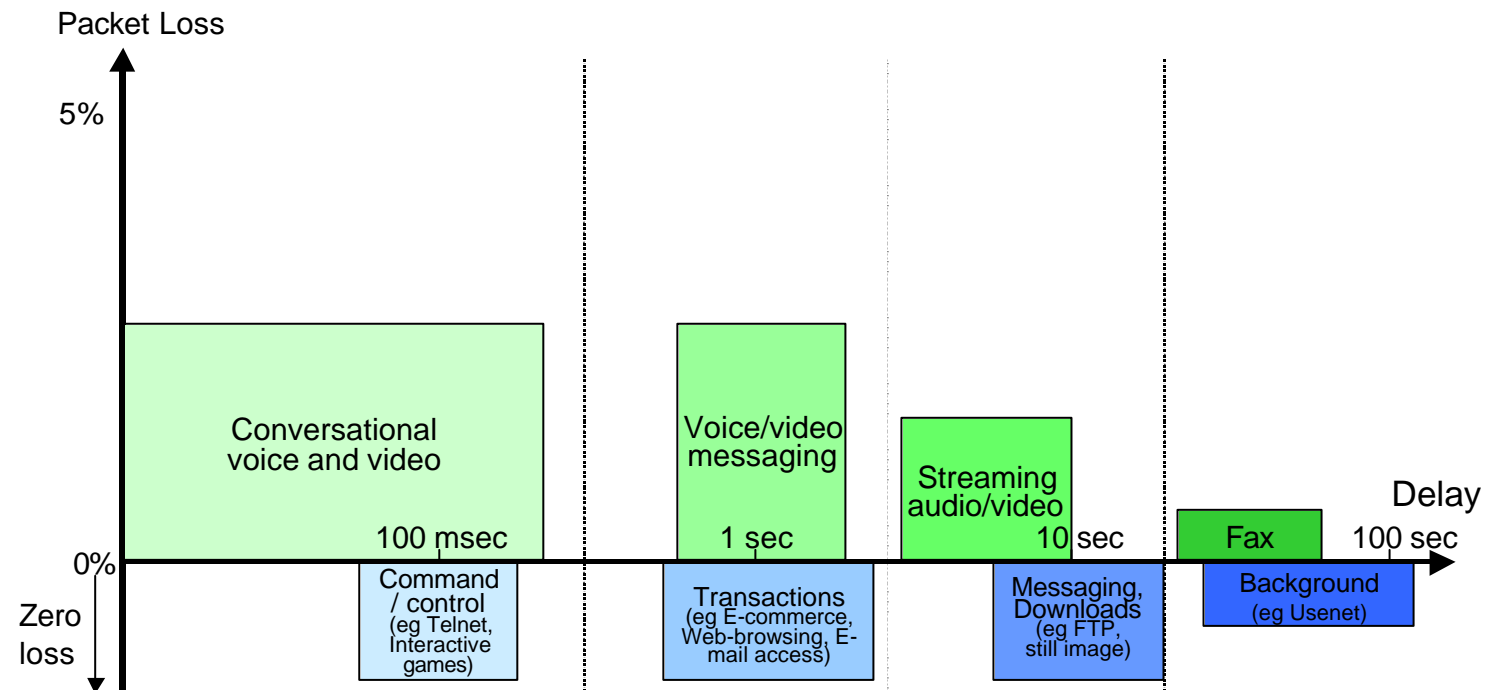 Packet Loss
5%
Conversational
voice and video
Voice/video
messaging
Streaming
audio/video
Delay
100 msec
1 sec
10 sec
Fax
100 sec
0%
Zero
loss
Command
/ control
(eg Telnet,
Interactive
games)
Transactions
(eg E-commerce,
Web-browsing, E-
mail access)
Messaging,
Downloads
(eg FTP,
still image)
Background
(eg Usenet)